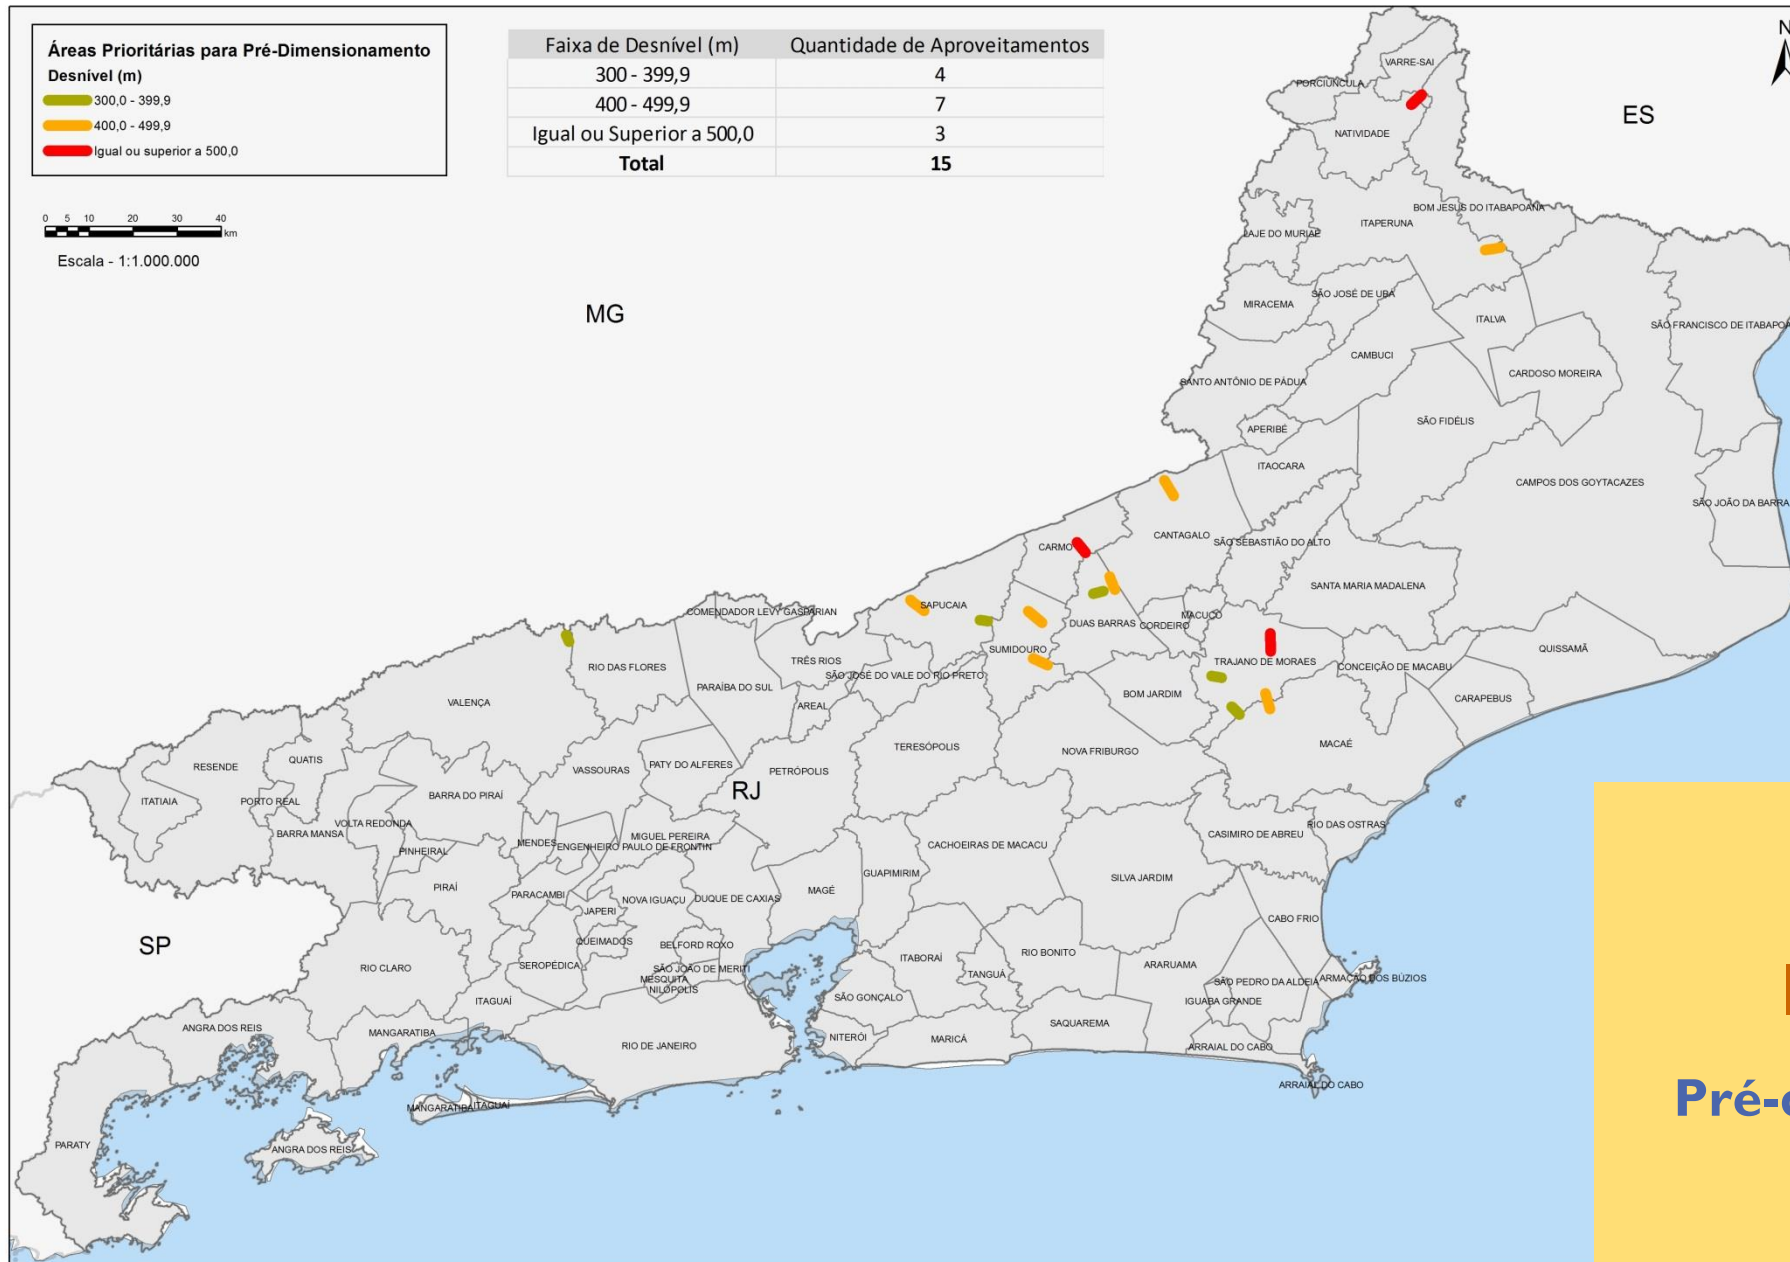 Áreas Prioritárias para Pré-Dimensionamento
Desnível (m)
300,0 - 399,9
400,0 - 499,9
Igual ou superior a 500,0
Faixa de Desnível (m) Quantidade de Aproveitamentos
300 - 399,9 4
400 - 499,9 7
Igual ou Superior a 500,0 3
Total 15
0 5 10 20 30 40
km
Escala - 1:1.000.000
N
ES
MG
RJ
SP
VARRE-SAI
PORCIÚNCULA
NATIVIDADE
BOM JESUS DO ITABAPOANA
ITAPERUNA
LAJE DO MURIAÉ
MIRACEMA
SÃO JOSÉ DE UBÁ
ITALVA
SÃO FRANCISCO DE ITABAPOA
CAMBUCI
CARDOSO MOREIRA
SANTO ANTÔNIO DE PÁDUA
SÃO FIDÉLIS
APERIBÉ
ITAOCARA
CAMPOS DOS GOYTACAZES
SÃO JOÃO DA BARRA
CANTAGALO
CARMO
SÃO SEBASTIÃO DO ALTO
SANTA MARIA MADALENA
SAPUCAIA
COMENDADOR LEVY GASPARIAN
MACUCO
DUAS BARRAS
CORDEIRO
SUMIDOURO
QUISSAMÃ
TRÊS RIOS
TRAJANO DE MORAES
CONCEIÇÃO DE MACABU
RIO DAS FLORES
SÃO JOSÉ DO VALE DO RIO PRETO
PARAÍBA DO SUL
BOM JARDIM
CARAPEBUS
VALENÇA
AREAL
MACAÉ
TERESÓPOLIS
NOVA FRIBURGO
QUATIS
RESENDE
VASSOURAS
PATY DO ALFERES
PETRÓPOLIS
ITATIAIA
PORTO REAL
BARRA DO PIRAÍ
VOLTA REDONDA
BARRA MANSA
RIO DAS OSTRAS
CASIMIRO DE ABREU
MENDES
MIGUEL PEREIRA
ENGENHEIRO PAULO DE FRONTIN
CACHOEIRAS DE MACACU
PINHEIRAL
GUAPIMIRIM
SILVA JARDIM
PIRAÍ
MAGÉ
PARACAMBI
NOVA IGUAÇU
DUQUE DE CAXIAS
JAPERI
CABO FRIO
QUEIMADOS
BELFORD ROXO
RIO BONITO
ITABORAÍ
RIO CLARO
SEROPÉDICA
SÃO JOÃO DE MERITI
ARARUAMA
TANGUÁ
MESQUITA
NILÓPOLIS
SÃO PEDRO DA ALDEIA
ARMAÇÃO DOS BÚZIOS
ITAGUAÍ
SÃO GONÇALO
IGUABA GRANDE
ANGRA DOS REIS
MANGARATIBA
SAQUAREMA
NITERÓI
MARICÁ
RIO DE JANEIRO
ARRAIAL DO CABO
ARRAIAL DO CABO
MANGARATIBA
ITAGUAÍ
PARATY
ANGRA DOS REIS
Pré-